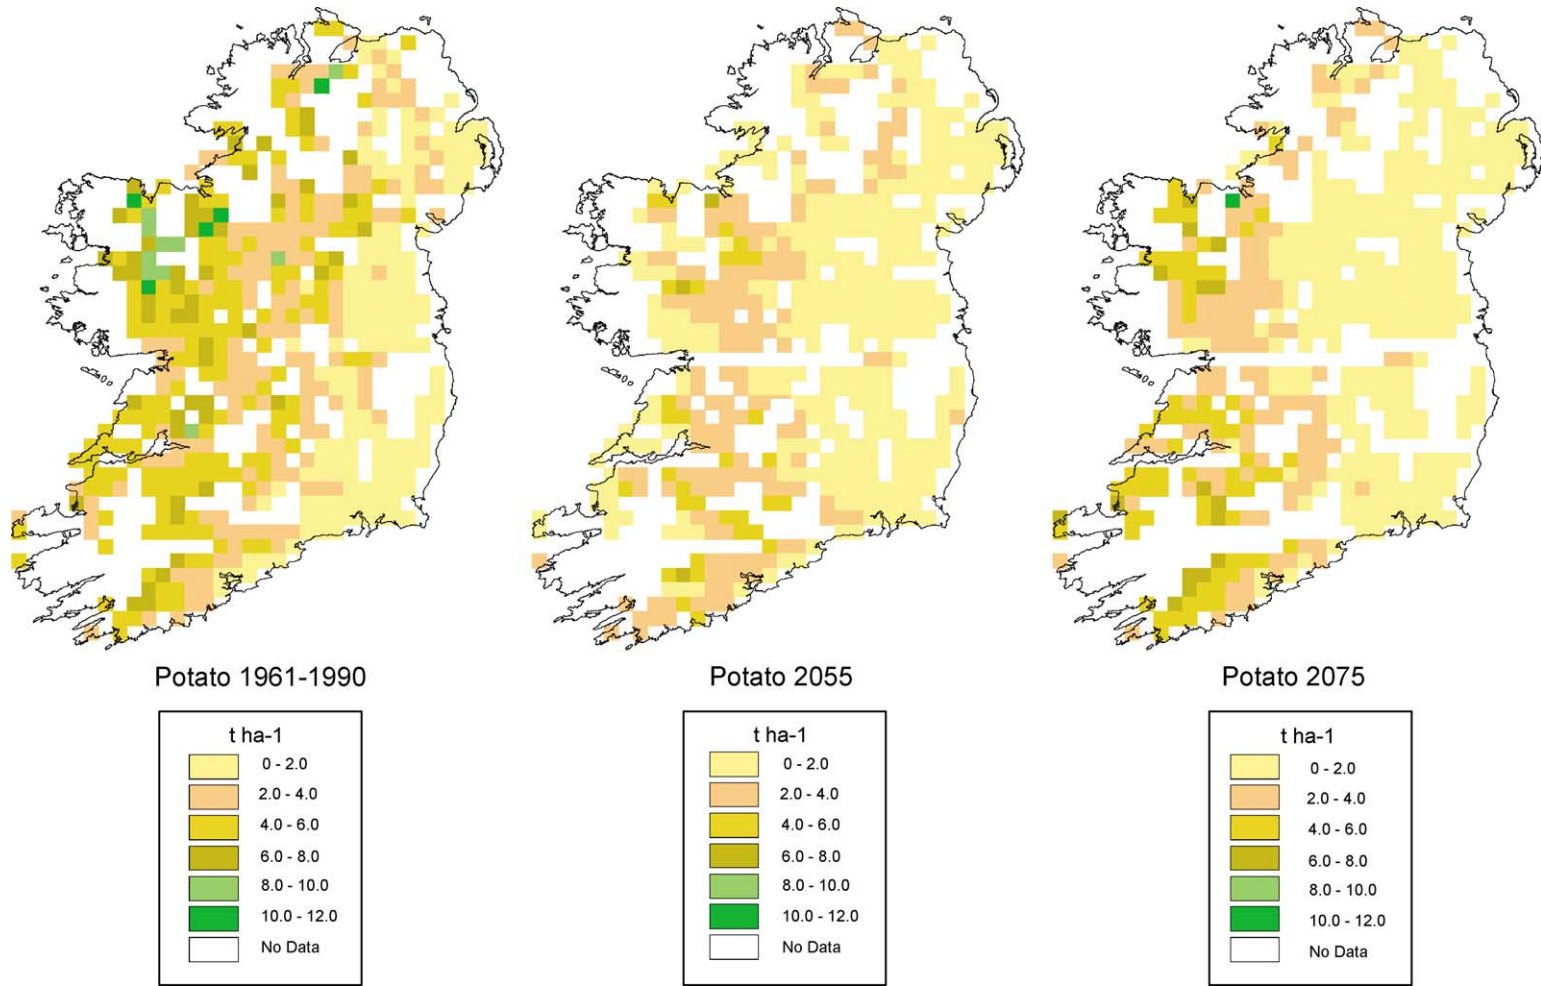 Potato 1961-1990
Potato 2055
Potato 2075
t ha-1
0 - 2.0
2.0 - 4.0
4.0 - 6.0
6.0 - 8.0
8.0 - 10.0
10.0 - 12.0
No Data
t ha-1
0 - 2.0
2.0 - 4.0
4.0 - 6.0
6.0 - 8.0
8.0 - 10.0
10.0 - 12.0
No Data
t ha-1
0 - 2.0
2.0 - 4.0
4.0 - 6.0
6.0 - 8.0
8.0 - 10.0
10.0 - 12.0
No Data